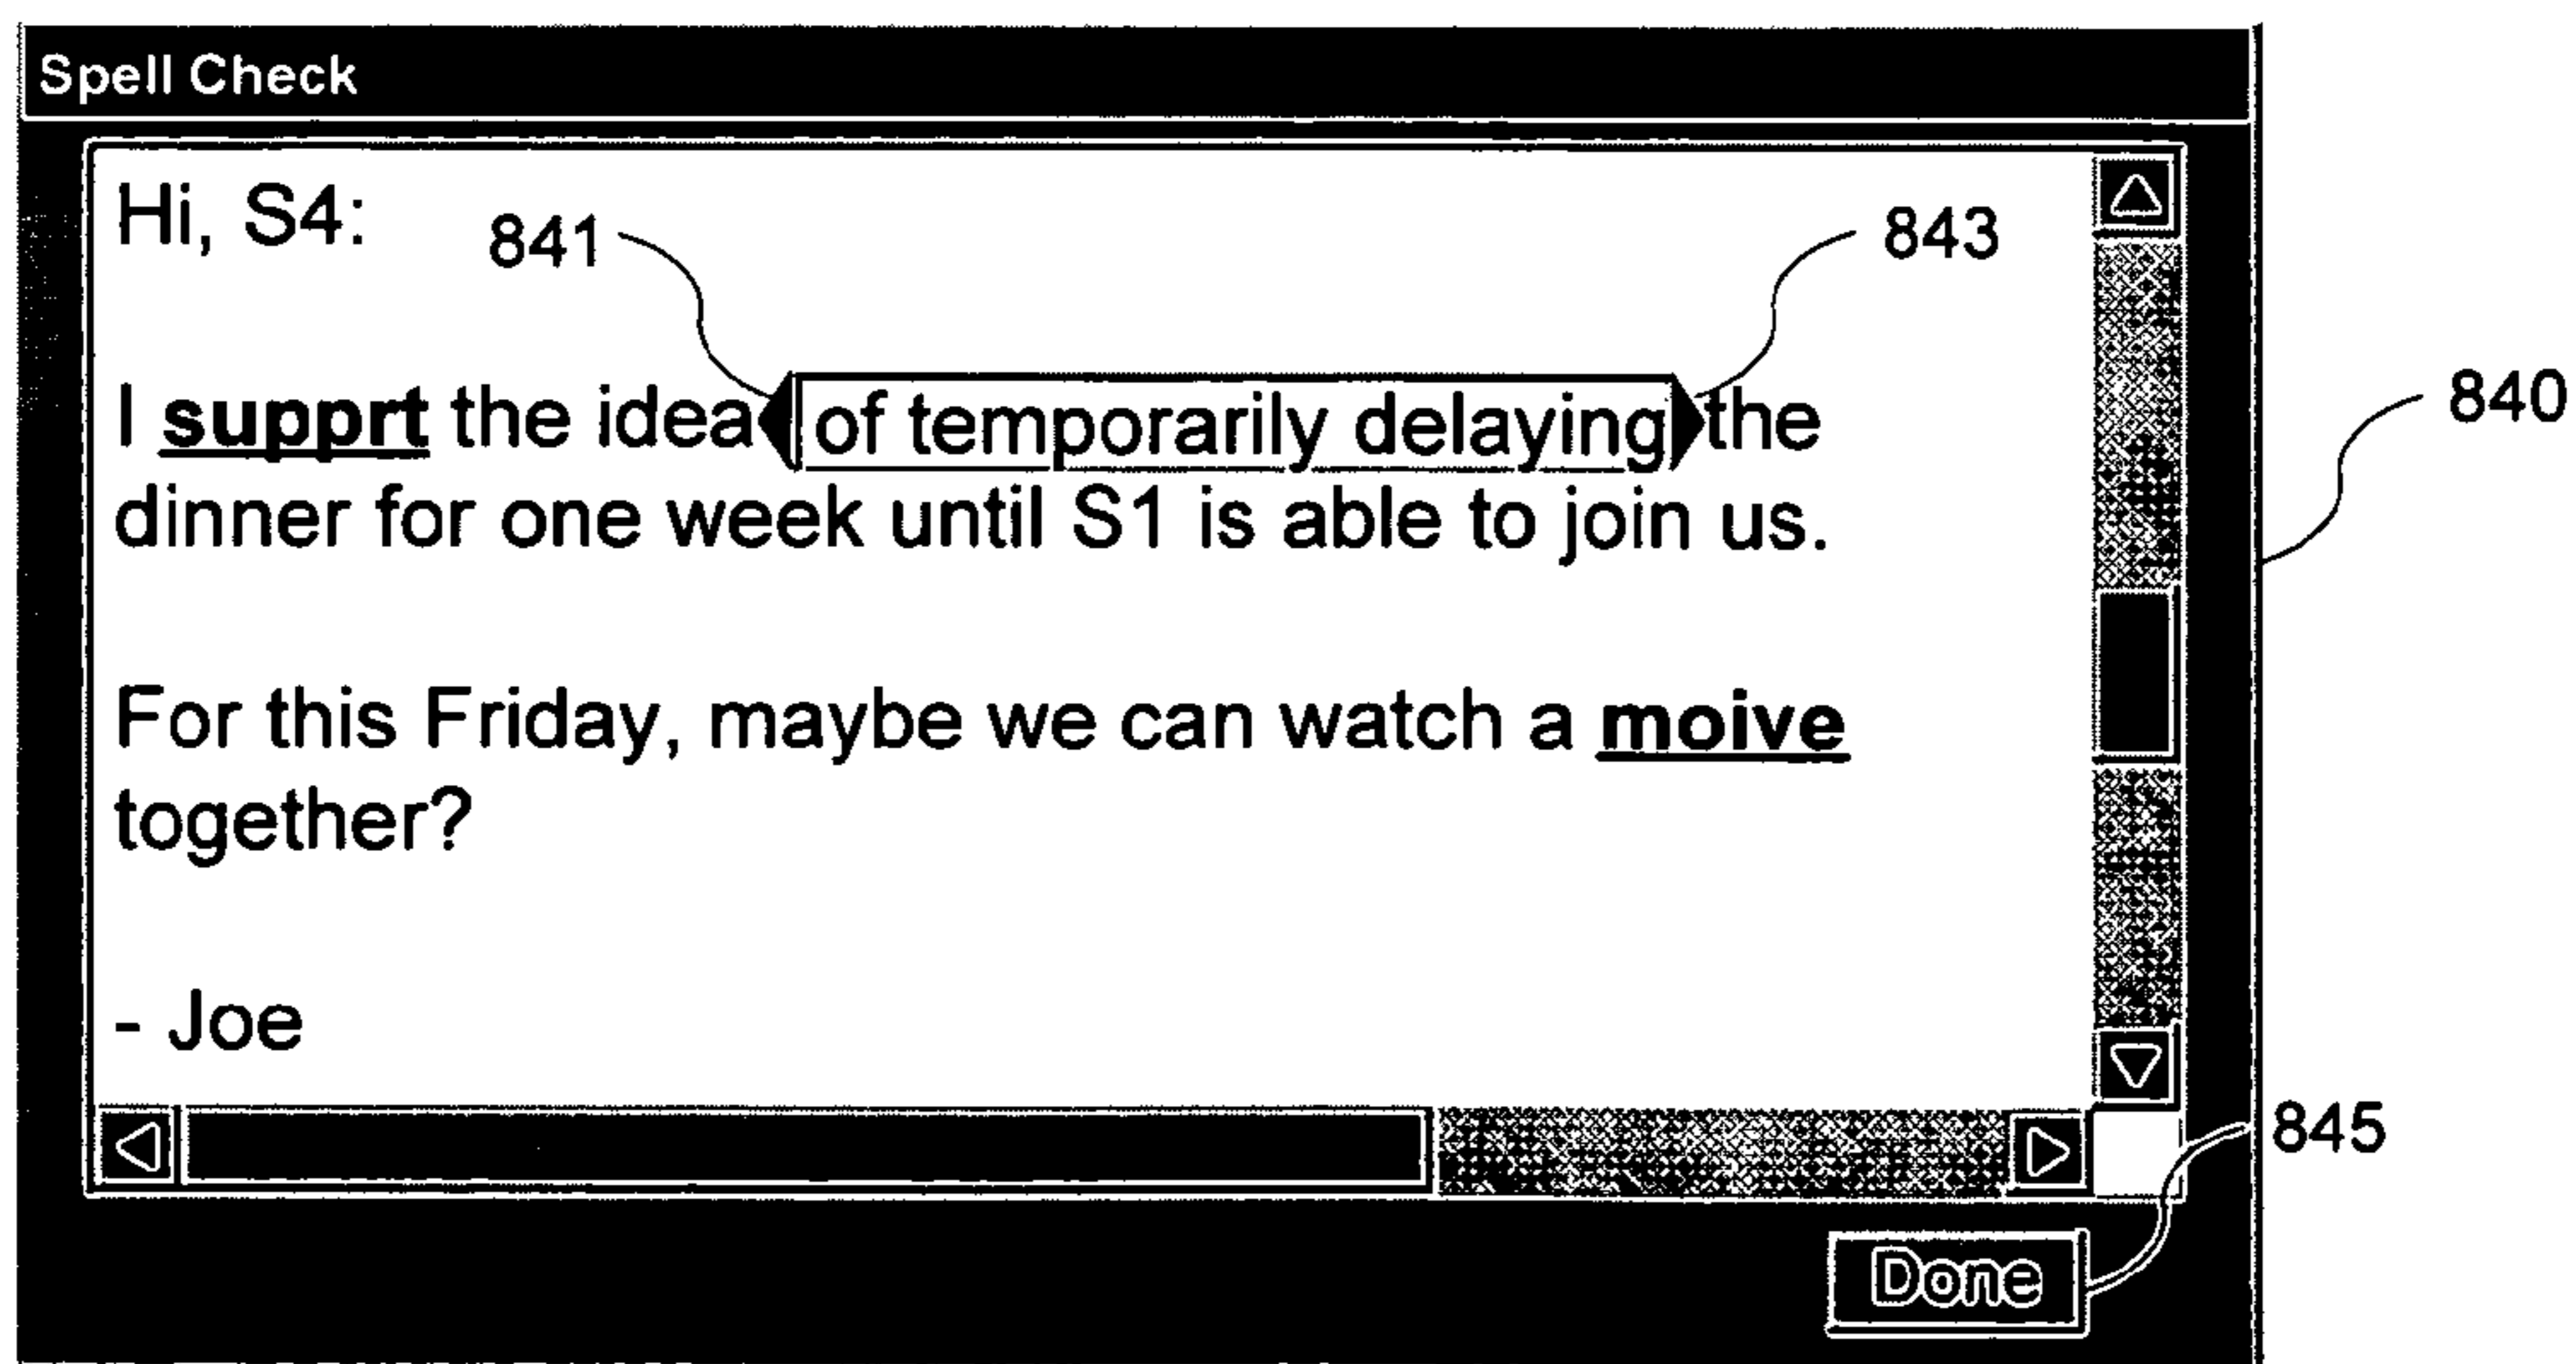 Spell Check
Hi, S4:
841
843
I supprt the idea of temporarily delaying the
840
dinner for one week until S1 is able to join us.
For this Friday, maybe we can watch a moive
together?
- Joe
845
Done